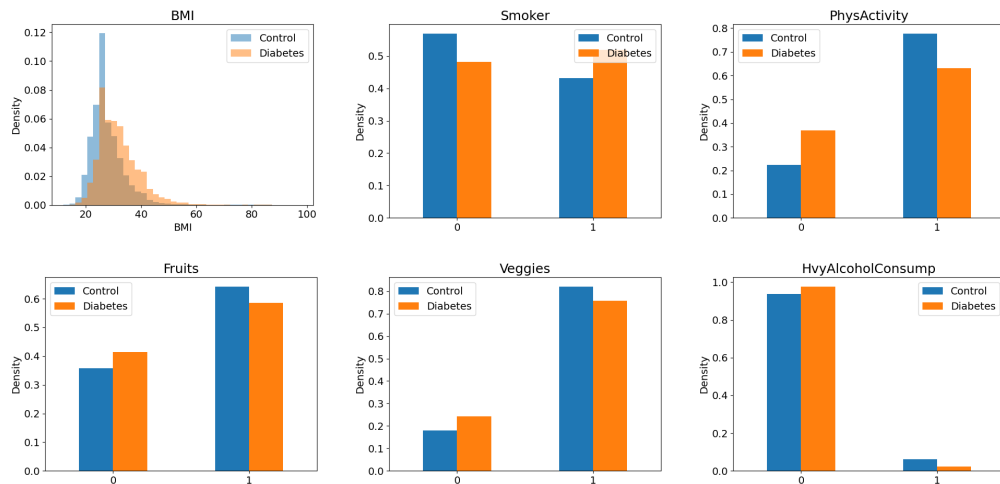 BMI
Density
0.12
0.10
0.08
0.06
0.04
0.02
0.00
Control
Diabetes
20 40 60 80 100
BMI
Smoker
Density
0.5
0.4
0.3
0.2
0.1
0.0
Control
Diabetes
0 1
PhysActivity
Density
0.8
0.7
0.6
0.5
0.4
0.3
0.2
0.1
0.0
Control
Diabetes
0 1
Fruits
Density
0.6
0.5
0.4
0.3
0.2
0.1
0.0
Control
Diabetes
0 1
Veggies
Density
0.8
0.7
0.6
0.5
0.4
0.3
0.2
0.1
0.0
Control
Diabetes
0 1
HvyAlcoholConsump
Density
1.0
0.8
0.6
0.4
0.2
0.0
Control
Diabetes
0 1